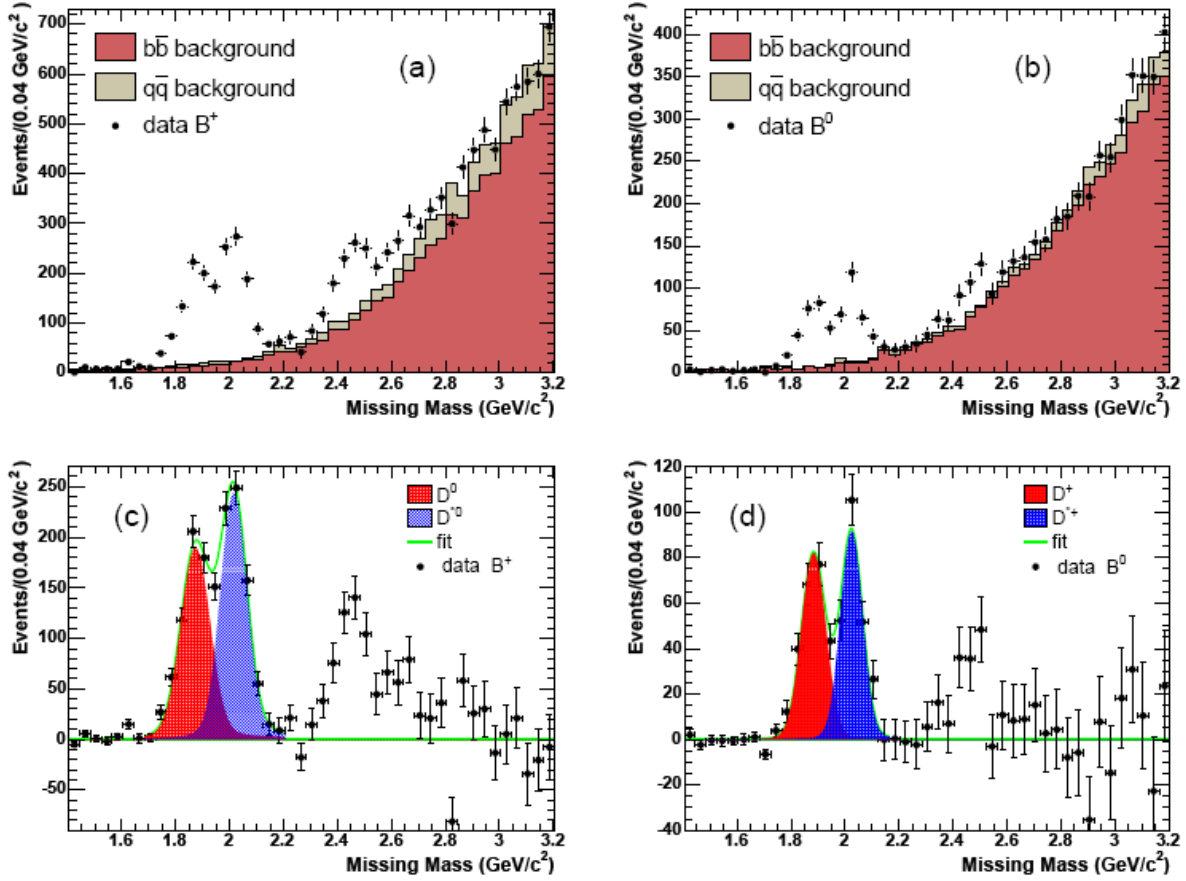 700
600
500
400
300
200
100
0
Events/(0.04 GeV/c²)
bb̄ background
qq̄ background
data B⁺
(a)
1.6 1.8 2 2.2 2.4 2.6 2.8 3 3.2
Missing Mass (GeV/c²)
400
350
300
250
200
150
100
50
0
Events/(0.04 GeV/c²)
bb̄ background
qq̄ background
data B⁰
(b)
1.6 1.8 2 2.2 2.4 2.6 2.8 3 3.2
Missing Mass (GeV/c²)
250
200
150
100
50
0
-50
Events/(0.04 GeV/c²)
(c)
D⁰
D*⁰
fit
data B⁺
1.6 1.8 2 2.2 2.4 2.6 2.8 3 3.2
Missing Mass (GeV/c²)
120
100
80
60
40
20
0
-20
-40
Events/(0.04 GeV/c²)
(d)
D⁺
D*⁺
fit
data B⁰
1.6 1.8 2 2.2 2.4 2.6 2.8 3 3.2
Missing Mass (GeV/c²)